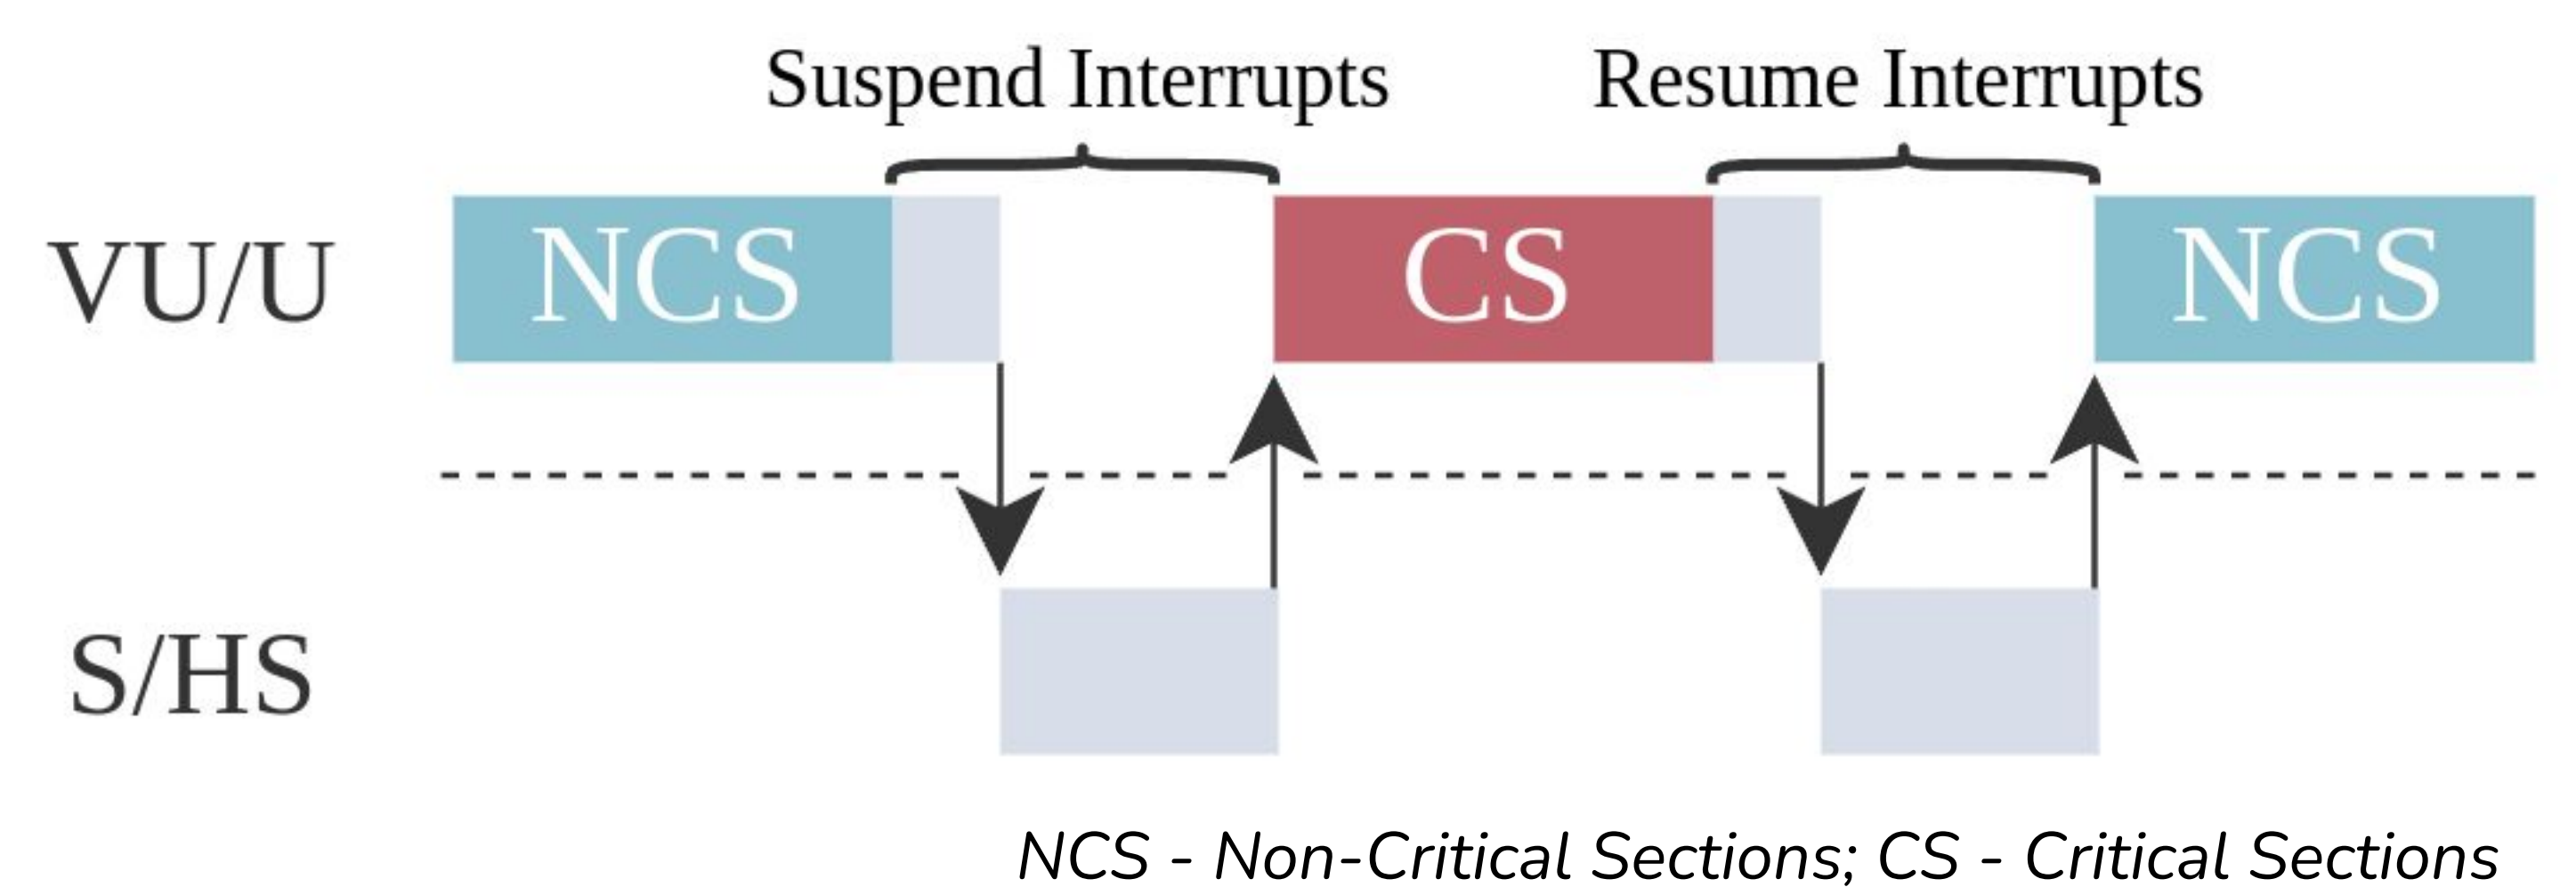 Suspend Interrupts
Resume Interrupts
VU/U
NCS
CS
NCS
S/HS
NCS - Non-Critical Sections; CS - Critical Sections